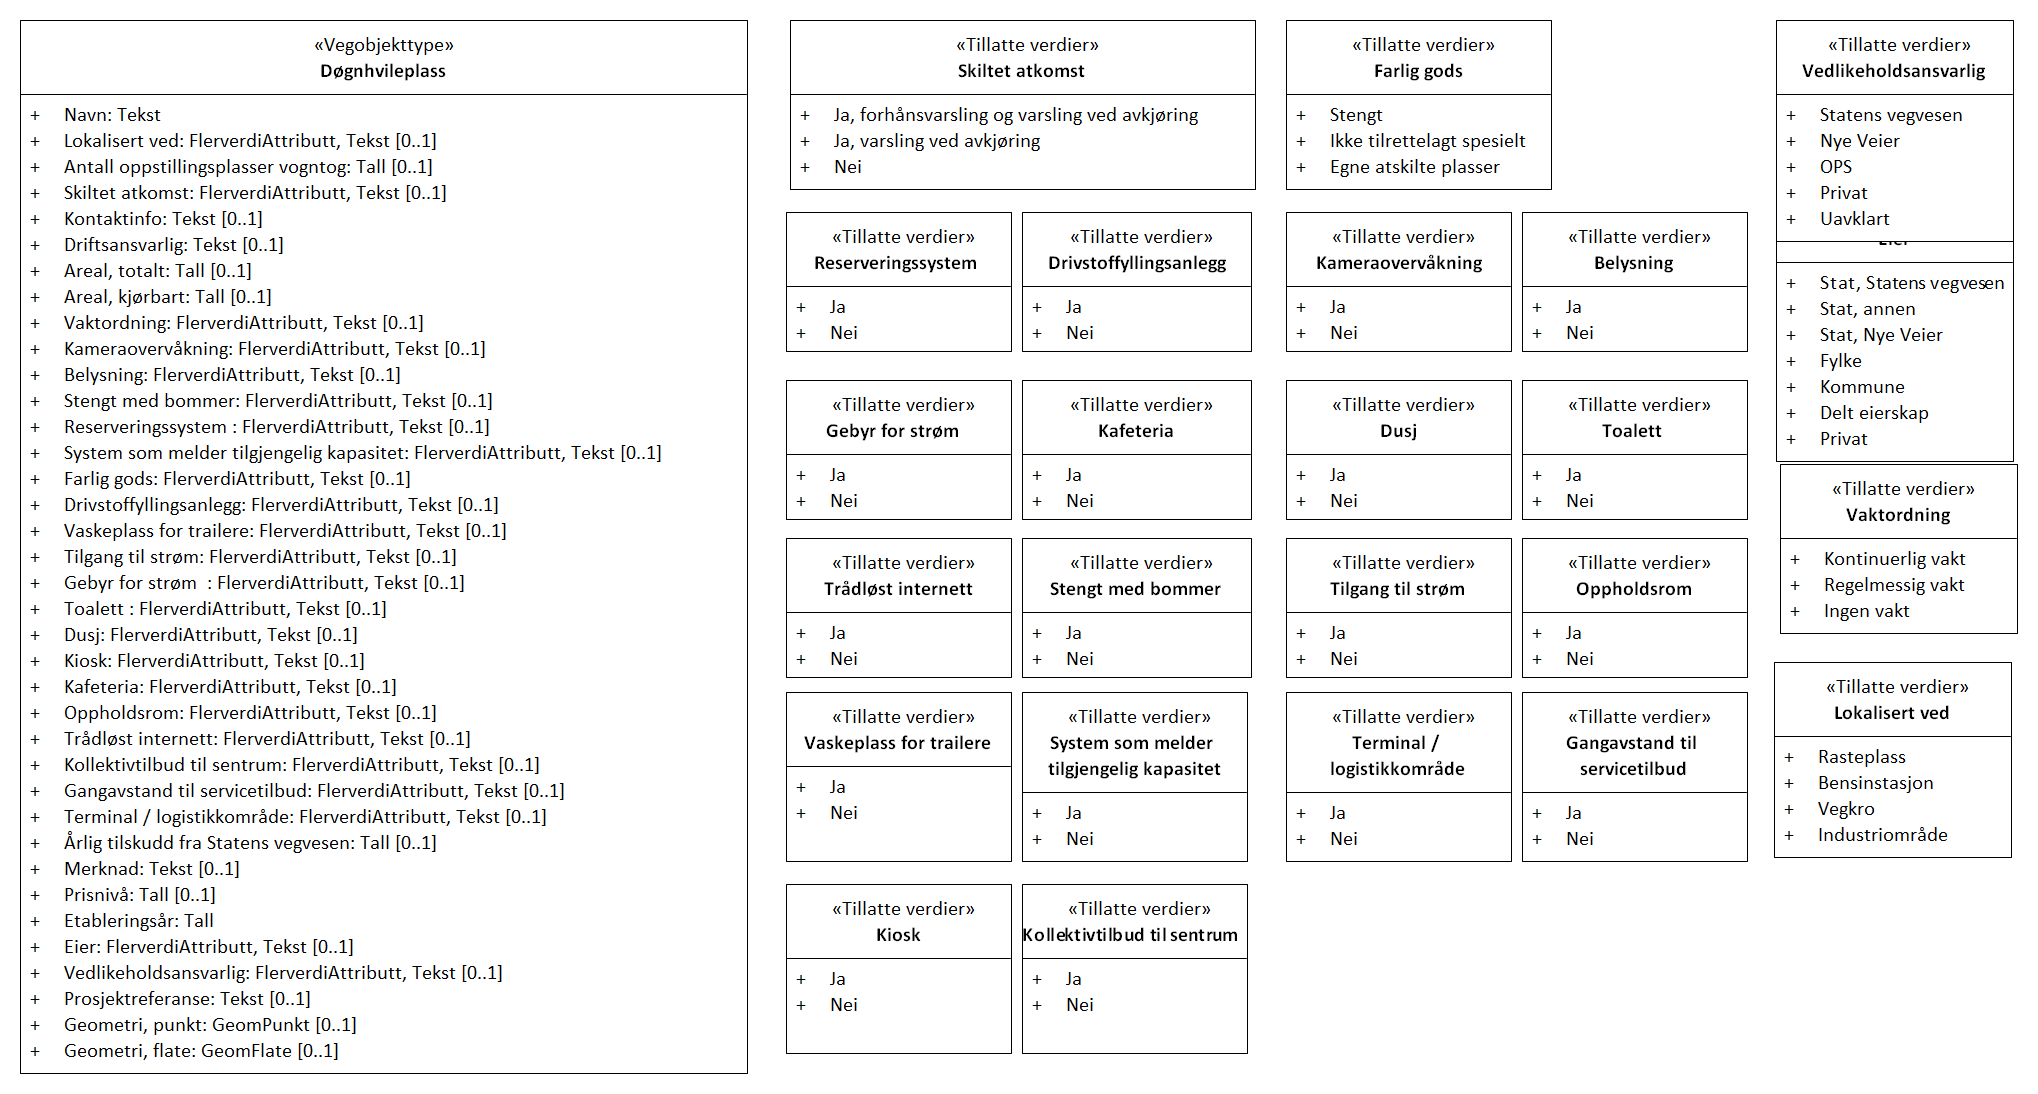 «Vegobjekttype»
Døgnhvileplass
+ Navn: Tekst
+ Lokalisert ved: FlerverdiAttributt, Tekst [0..1]
+ Antall oppstillingsplasser vogntog: Tall [0..1]
+ Skiltet atkomst: FlerverdiAttributt, Tekst [0..1]
+ Kontaktinfo: Tekst [0..1]
+ Driftsansvarlig: Tekst [0..1]
+ Areal, totalt: Tall [0..1]
+ Areal, kjørbart: Tall [0..1]
+ Vaktordning: FlerverdiAttributt, Tekst [0..1]
+ Kameraovervåkning: FlerverdiAttributt, Tekst [0..1]
+ Belysning: FlerverdiAttributt, Tekst [0..1]
+ Stengt med bommer: FlerverdiAttributt, Tekst [0..1]
+ Reserveringssystem : FlerverdiAttributt, Tekst [0..1]
+ System som melder tilgjengelig kapasitet: FlerverdiAttributt, Tekst [0..1]
+ Farlig gods: FlerverdiAttributt, Tekst [0..1]
+ Drivstoffyllingsanlegg: FlerverdiAttributt, Tekst [0..1]
+ Vaskeplass for trailere: FlerverdiAttributt, Tekst [0..1]
+ Tilgang til strøm: FlerverdiAttributt, Tekst [0..1]
+ Gebyr for strøm  : FlerverdiAttributt, Tekst [0..1]
+ Toalett : FlerverdiAttributt, Tekst [0..1]
+ Dusj: FlerverdiAttributt, Tekst [0..1]
+ Kiosk: FlerverdiAttributt, Tekst [0..1]
+ Kafeteria: FlerverdiAttributt, Tekst [0..1]
+ Oppholdsrom: FlerverdiAttributt, Tekst [0..1]
+ Trådløst internett: FlerverdiAttributt, Tekst [0..1]
+ Kollektivtilbud til sentrum: FlerverdiAttributt, Tekst [0..1]
+ Gangavstand til servicetilbud: FlerverdiAttributt, Tekst [0..1]
+ Terminal / logistikkområde: FlerverdiAttributt, Tekst [0..1]
+ Årlig tilskudd fra Statens vegvesen: Tall [0..1]
+ Merknad: Tekst [0..1]
+ Prisnivå: Tall [0..1]
+ Etableringsår: Tall
+ Eier: FlerverdiAttributt, Tekst [0..1]
+ Vedlikeholdsansvarlig: FlerverdiAttributt, Tekst [0..1]
+ Prosjektreferanse: Tekst [0..1]
+ Geometri, punkt: GeomPunkt [0..1]
+ Geometri, flate: GeomFlate [0..1]
«Tillatte verdier»
Skiltet atkomst
+ Ja, forhånsvarsling og varsling ved avkjøring
+ Ja, varsling ved avkjøring
+ Nei
«Tillatte verdier»
Farlig gods
+ Stengt
+ Ikke tilrettelagt spesielt
+ Egne atskilte plasser
«Tillatte verdier»
Vedlikeholdsansvarlig
+ Statens vegvesen
+ Nye Veier
+ OPS
+ Privat
+ Uavklart
Eier
+ Stat, Statens vegvesen
+ Stat, annen
+ Stat, Nye Veier
+ Fylke
+ Kommune
+ Delt eierskap
+ Privat
«Tillatte verdier»
Reserveringssystem
+ Ja
+ Nei
«Tillatte verdier»
Drivstoffyllingsanlegg
+ Ja
+ Nei
«Tillatte verdier»
Kameraovervåkning
+ Ja
+ Nei
«Tillatte verdier»
Belysning
+ Ja
+ Nei
«Tillatte verdier»
Gebyr for strøm
+ Ja
+ Nei
«Tillatte verdier»
Kafeteria
+ Ja
+ Nei
«Tillatte verdier»
Dusj
+ Ja
+ Nei
«Tillatte verdier»
Toalett
+ Ja
+ Nei
«Tillatte verdier»
Vaktordning
+ Kontinuerlig vakt
+ Regelmessig vakt
+ Ingen vakt
«Tillatte verdier»
Trådløst internett
+ Ja
+ Nei
«Tillatte verdier»
Stengt med bommer
+ Ja
+ Nei
«Tillatte verdier»
Tilgang til strøm
+ Ja
+ Nei
«Tillatte verdier»
Oppholdsrom
+ Ja
+ Nei
«Tillatte verdier»
Vaskeplass for trailere
+ Ja
+ Nei
«Tillatte verdier»
System som melder
tilgjengelig kapasitet
+ Ja
+ Nei
«Tillatte verdier»
Terminal /
logistikkområde
+ Ja
+ Nei
«Tillatte verdier»
Gangavstand til
servicetilbud
+ Ja
+ Nei
«Tillatte verdier»
Lokalisert ved
+ Rasteplass
+ Bensinstasjon
+ Vegkro
+ Industriområde
«Tillatte verdier»
Kiosk
+ Ja
+ Nei
«Tillatte verdier»
Kollektivtilbud til sentrum
+ Ja
+ Nei